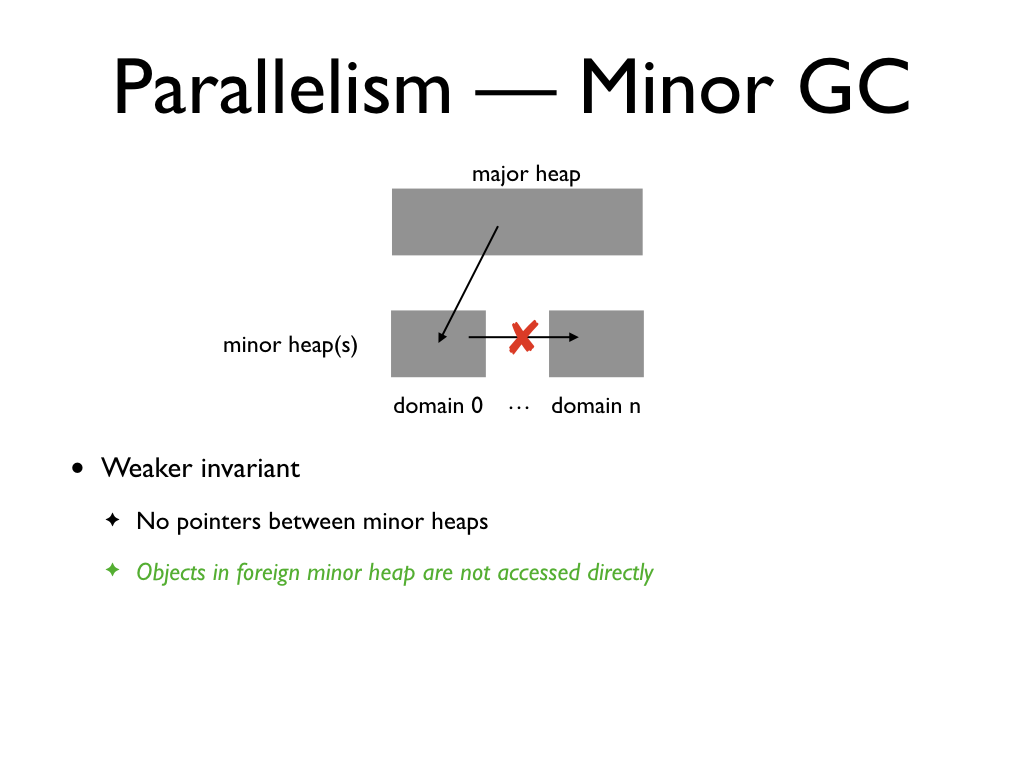 Parallelism — Minor GC
major heap
minor heap(s)
domain 0 ... domain n
• Weaker invariant
✦ No pointers between minor heaps
✦ Objects in foreign minor heap are not accessed directly